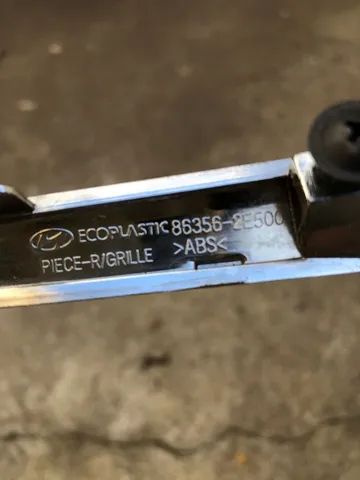 ECOPLASTIC 86356-2E500
PIECE-R/GRILLE >ABS<